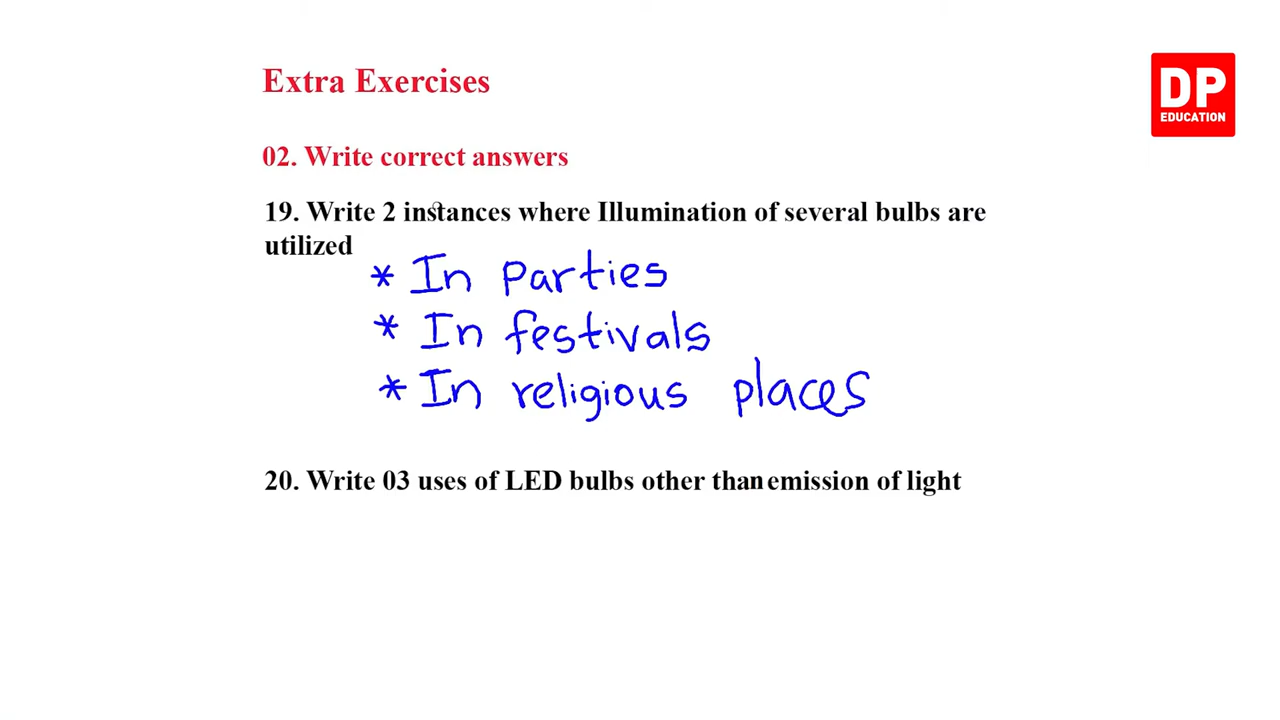 Extra Exercises
DP
EDUCATION
02. Write correct answers
19. Write 2 instances where Illumination of several bulbs are
utilized
* In parties
* In festivals
* In religious places
20. Write 03 uses of LED bulbs other than emission of light